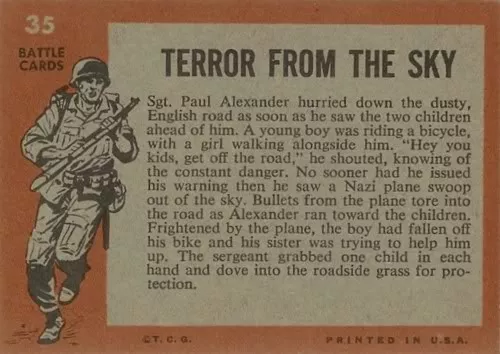 35
BATTLE
CARDS
TERROR FROM THE SKY
Sgt. Paul Alexander hurried down the dusty,
English road as soon as he saw the two children
ahead of him. A young boy was riding a bicycle,
with a girl walking alongside him. "Hey you
kids, get off the road," he shouted, knowing of
the constant danger. No sooner had he issued
his warning then he saw a Nazi plane swoop
out of the sky. Bullets from the plane tore into
the road as Alexander ran toward the children.
Frightened by the plane, the boy had fallen off
his bike and his sister was trying to help him
up. The sergeant grabbed one child in each
hand and dove into the roadside grass for pro-
tection.
©T.C.G. PRINTED IN U.S.A.